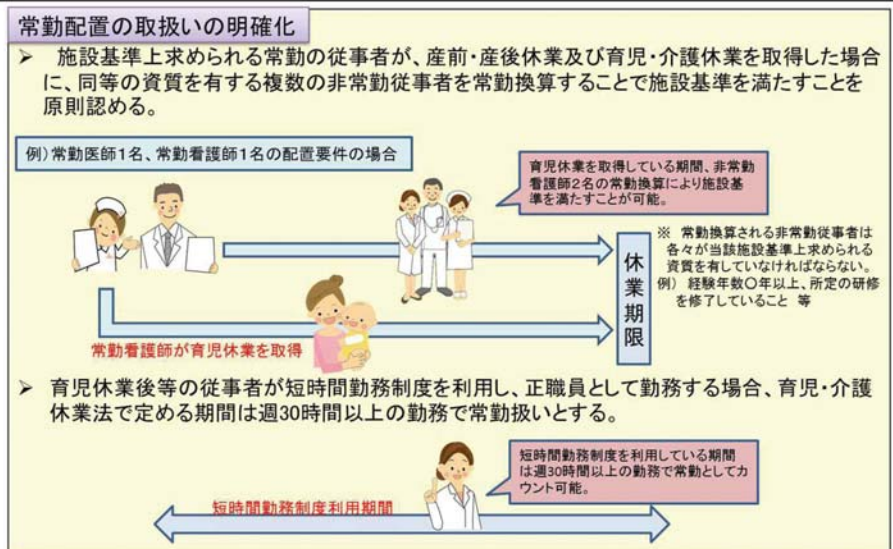 常勤配置の取扱いの明確化
➢ 施設基準上求められる常勤の従事者が、産前・産後休業及び育児・介護休業を取得した場合
に、同等の資質を有する複数の非常勤従事者を常勤換算することで施設基準を満たすことを
原則認める。
例）常勤医師１名、常勤看護師１名の配置要件の場合
育児休業を取得している期間、非常勤
看護師２名の常勤換算により施設基
準を満たすことが可能。
※ 常勤換算される非常勤従事者は
各々が当該施設基準上求められる
資質を有していなければならない。
例） 経験年数〇年以上、所定の研修
を修了していること 等
休業期限
常勤看護師が育児休業を取得
➢ 育児休業後等の従事者が短時間勤務制度を利用し、正職員として勤務する場合、育児・介護
休業法で定める期間は週30時間以上の勤務で常勤扱いとする。
短時間勤務制度を利用している期間
は週30時間以上の勤務で常勤としてカ
ウント可能。
短時間勤務制度利用期間